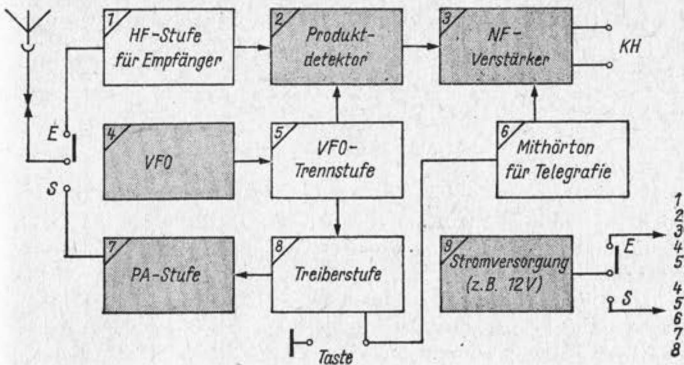 1
HF-Stufe
für Empfänger
2
Produkt-
detektor
3
NF-
Verstärker
KH
E
S
4
VFO
5
VFO-
Trennstufe
6
Mithörton
für Telegrafie
7
PA-Stufe
8
Treiberstufe
9
Stromversorgung
(z.B. 12V)
Taste
E
1
2
3
4
5
S
4
5
6
7
8